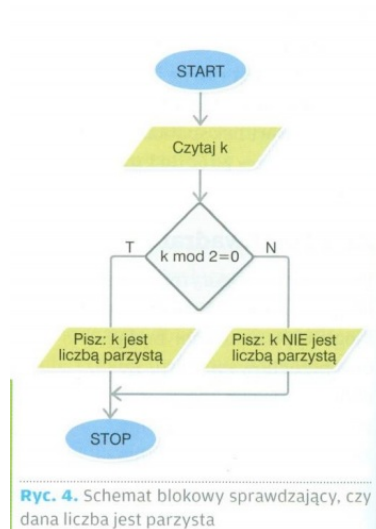 START
Czytaj k
T
k mod 2=0
N
Pisz: k jest
liczbą parzystą
Pisz: k NIE jest
liczbą parzystą
STOP
Ryc. 4. Schemat blokowy sprawdzający, czy
dana liczba jest parzysta